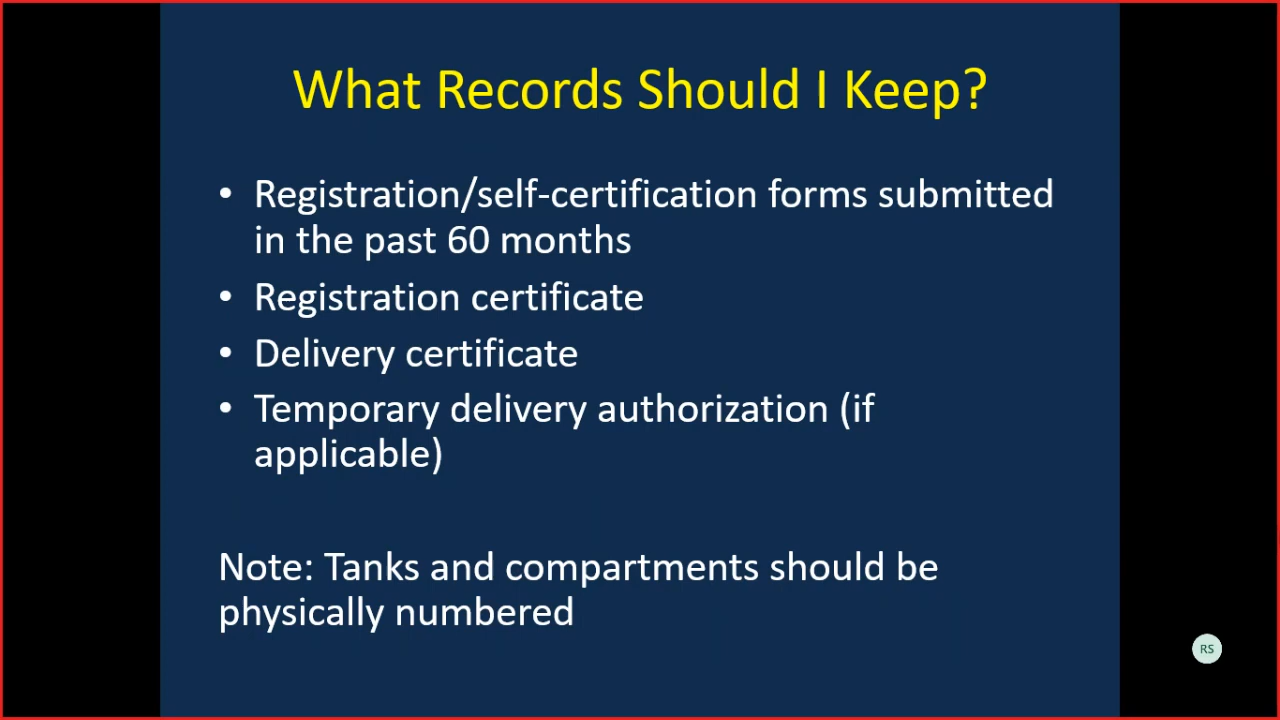 What Records Should I Keep?
• Registration/self-certification forms submitted
in the past 60 months
• Registration certificate
• Delivery certificate
• Temporary delivery authorization (if
applicable)
Note: Tanks and compartments should be
physically numbered
RS